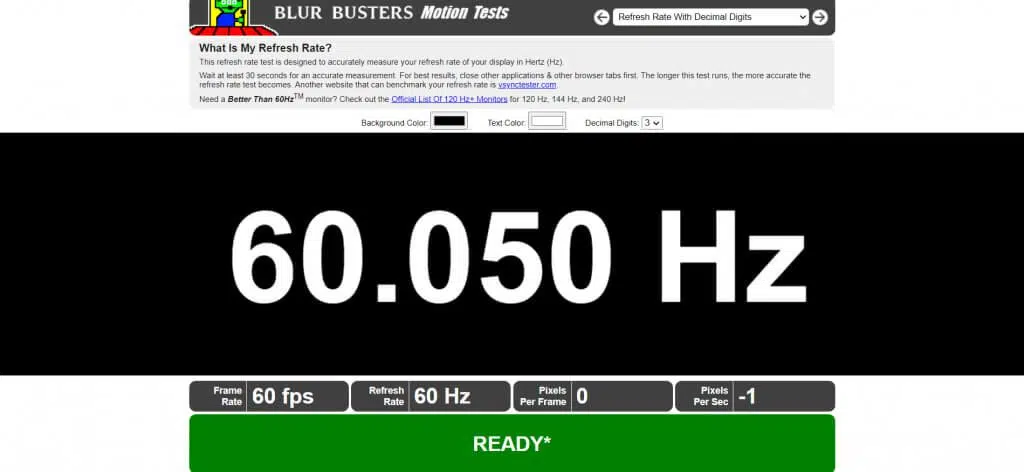 BLUR BUSTERS Motion Tests
Refresh Rate With Decimal Digits
What Is My Refresh Rate?
This refresh rate test is designed to accurately measure your refresh rate of your display in Hertz (Hz).
Wait at least 30 seconds for an accurate measurement. For best results, close other applications & other browser tabs first. The longer this test runs, the more accurate the
refresh rate test becomes. Another website that can benchmark your refresh rate is vsynctester.com.
Need a Better Than 60Hz™ monitor? Check out the Official List Of 120 Hz+ Monitors for 120 Hz, 144 Hz, and 240 Hz!
Background Color: Text Color: Decimal Digits: 3
60.050 Hz
Frame
Rate
60 fps
Refresh
Rate
60 Hz
Pixels
Per Frame
0
Pixels
Per Sec
-1
READY*